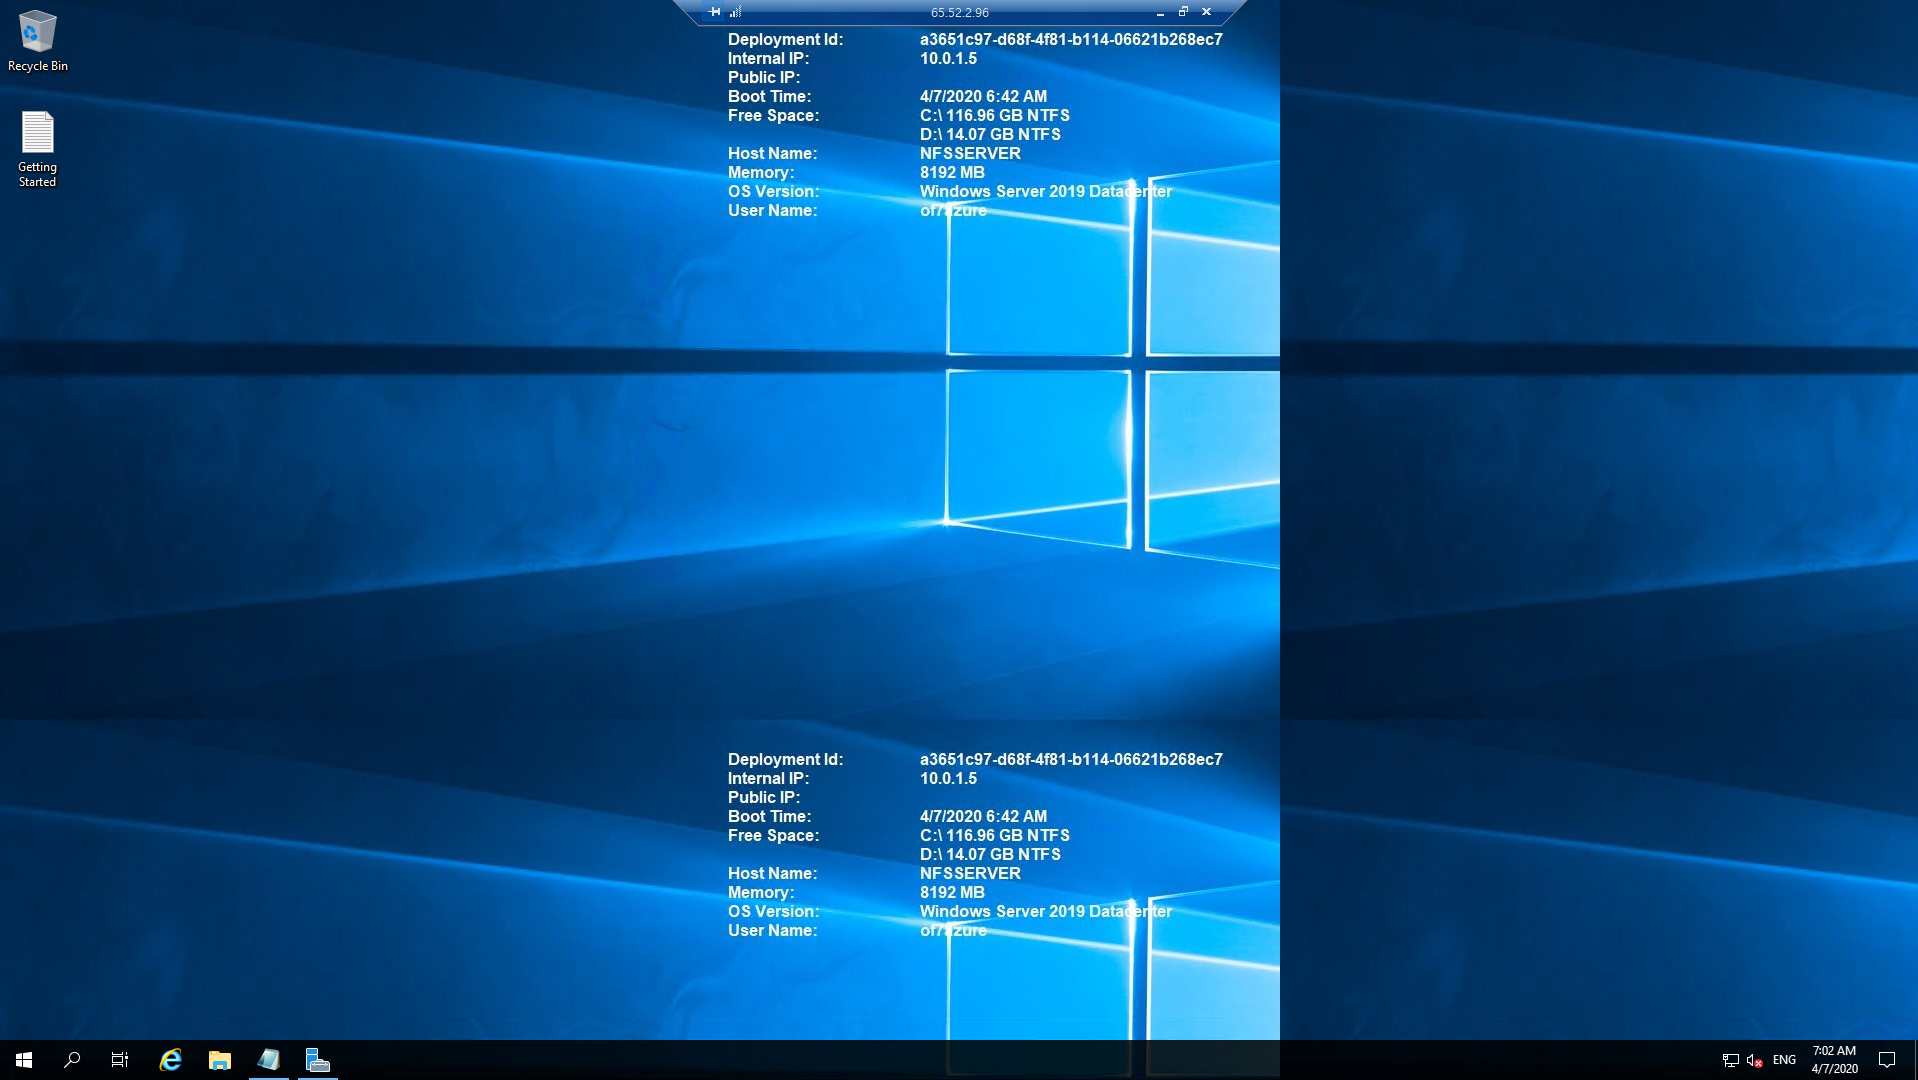 65.52.2.96
Recycle Bin
Getting
Started
Deployment Id: a3651c97-d68f-4f81-b114-06621b268ec7
Internal IP: 10.0.1.5
Public IP:
Boot Time: 4/7/2020 6:42 AM
Free Space: C:\ 116.96 GB NTFS
D:\ 14.07 GB NTFS
Host Name: NFSSERVER
Memory: 8192 MB
OS Version: Windows Server 2019 Datacenter
User Name: of7azure
Deployment Id: a3651c97-d68f-4f81-b114-06621b268ec7
Internal IP: 10.0.1.5
Public IP:
Boot Time: 4/7/2020 6:42 AM
Free Space: C:\ 116.96 GB NTFS
D:\ 14.07 GB NTFS
Host Name: NFSSERVER
Memory: 8192 MB
OS Version: Windows Server 2019 Datacenter
User Name: of7azure
ENG
7:02 AM
4/7/2020